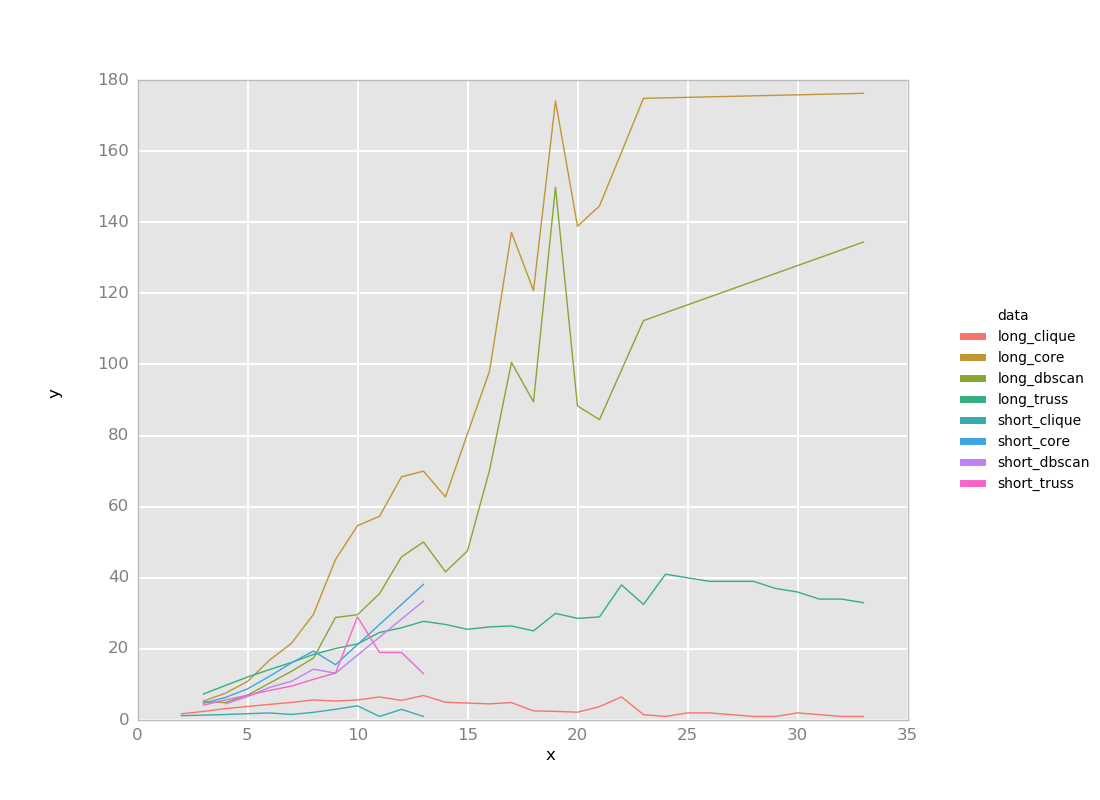 180
160
140
120
100
80
60
40
20
0
0 5 10 15 20 25 30 35
x
y
data
long_clique
long_core
long_dbscan
long_truss
short_clique
short_core
short_dbscan
short_truss